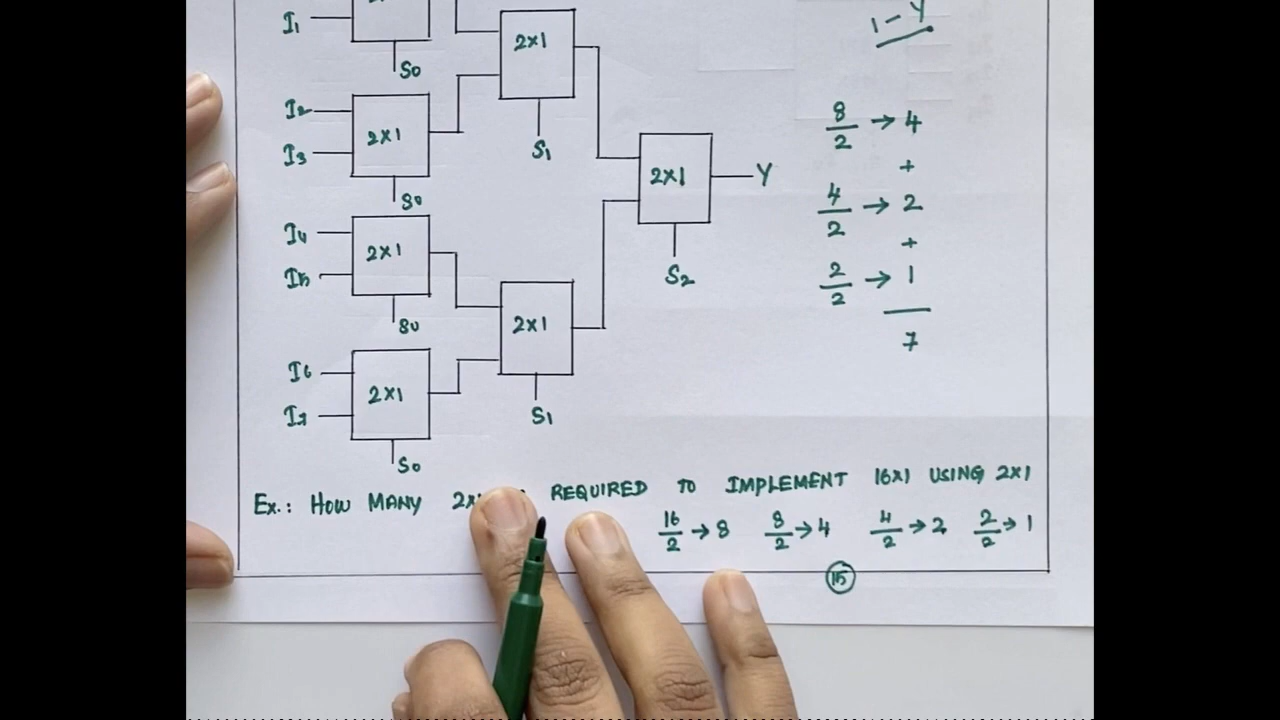 I1
S0
2x1
1-Y
I2
I3
2x1
S0
S1
8/2 → 4
+
4/2 → 2
+
2/2 → 1
7
2x1
Y
S2
I4
I5
2x1
S0
2x1
S1
I6
I7
2x1
S0
Ex.: HOW MANY REQUIRED TO IMPLEMENT 16x1 USING 2x1
16/2 → 8 8/2 → 4 4/2 → 2 2/2 → 1
15